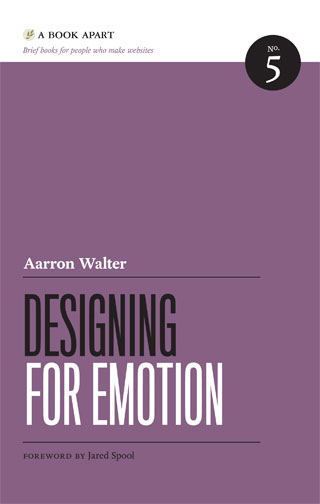 A BOOK APART
Brief books for people who make websites
No.
5
Aarron Walter
DESIGNING
FOR EMOTION
FOREWORD BY Jared Spool